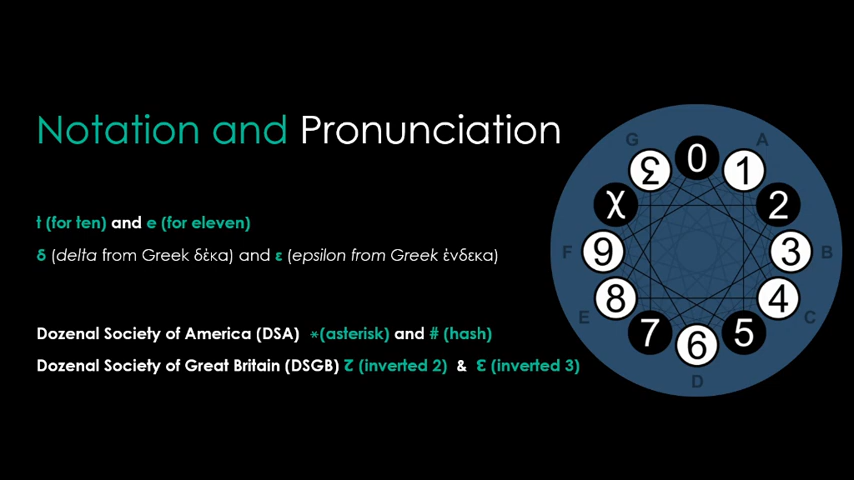 Notation and Pronunciation
t (for ten) and e (for eleven)
δ (delta from Greek δέκα) and ε (epsilon from Greek ἑνδεκα)
Dozenal Society of America (DSA) *(asterisk) and # (hash)
Dozenal Society of Great Britain (DSGB) ↊ (inverted 2) & ↋ (inverted 3)
0
1
2
3
4
5
6
7
8
9
χ
Ɛ
A
B
C
D
E
F
G